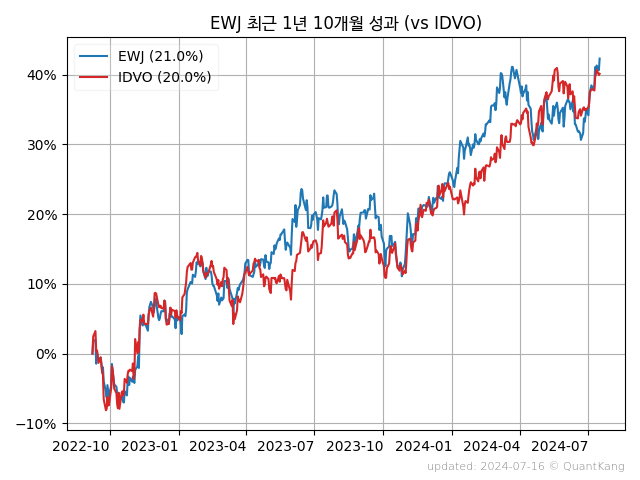 EWJ 최근 1년 10개월 성과 (vs IDVO)
EWJ (21.0%)
IDVO (20.0%)
40%
30%
20%
10%
0%
−10%
2022-10 2023-01 2023-04 2023-07 2023-10 2024-01 2024-04 2024-07
updated: 2024-07-16 © QuantKang